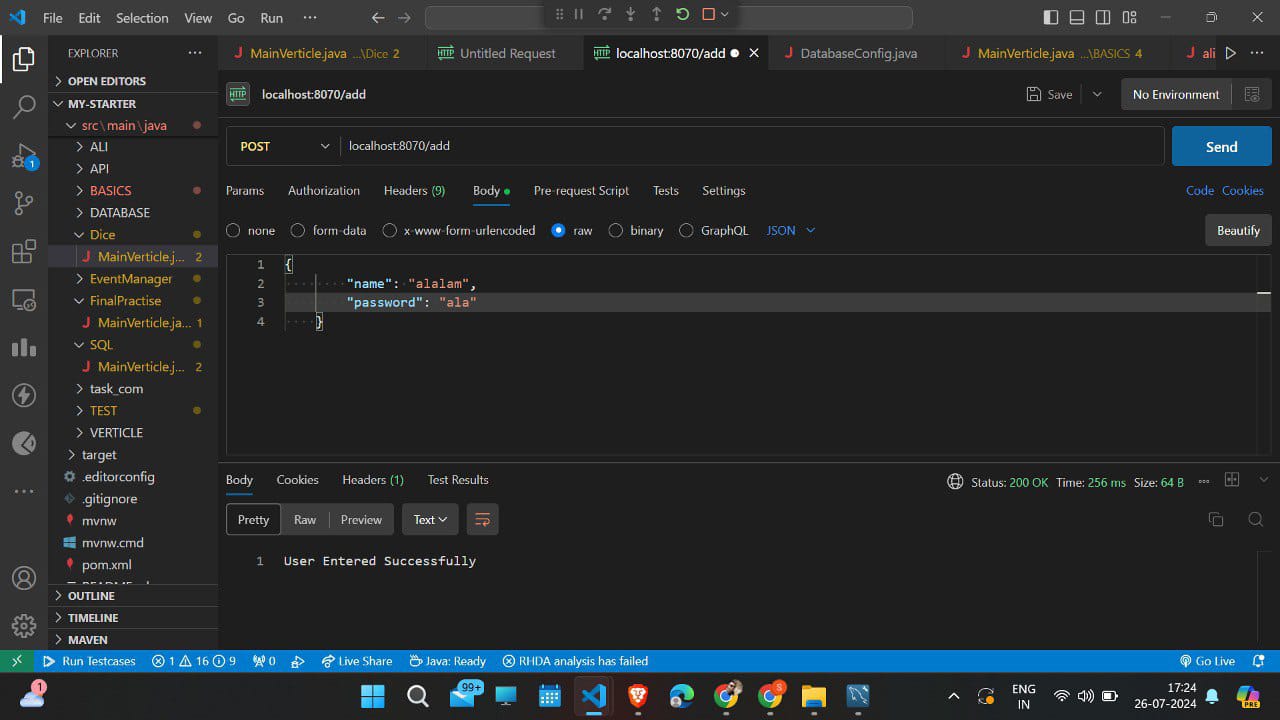 File Edit Selection View Go Run ···
EXPLORER ···
MainVerticle.java ...\Dice 2
Untitled Request
localhost:8070/add
DatabaseConfig.java
MainVerticle.java ...\BASICS 4
ali
OPEN EDITORS
MY-STARTER
src\main\java
ALI
API
BASICS
DATABASE
Dice
MainVerticle.j... 2
EventManager
FinalPractise
MainVerticle.ja... 1
SQL
MainVerticle.j... 2
task_com
TEST
VERTICLE
target
.editorconfig
.gitignore
mvnw
mvnw.cmd
pom.xml
OUTLINE
TIMELINE
MAVEN
1
HTTP localhost:8070/add
Save
No Environment
POST localhost:8070/add
Send
Params Authorization Headers (9) Body Pre-request Script Tests Settings
Code Cookies
none form-data x-www-form-urlencoded raw binary GraphQL JSON
Beautify
1 {
2 "name": "alalam",
3 "password": "ala"
4 }
Body Cookies Headers (1) Test Results
Status: 200 OK Time: 256 ms Size: 64 B
Pretty Raw Preview Text
1 User Entered Successfully
Run Testcases 1 16 9 0 Live Share Java: Ready RHDA analysis has failed
Go Live
1
99+
S
ENG
IN
17:24
26-07-2024
PRE